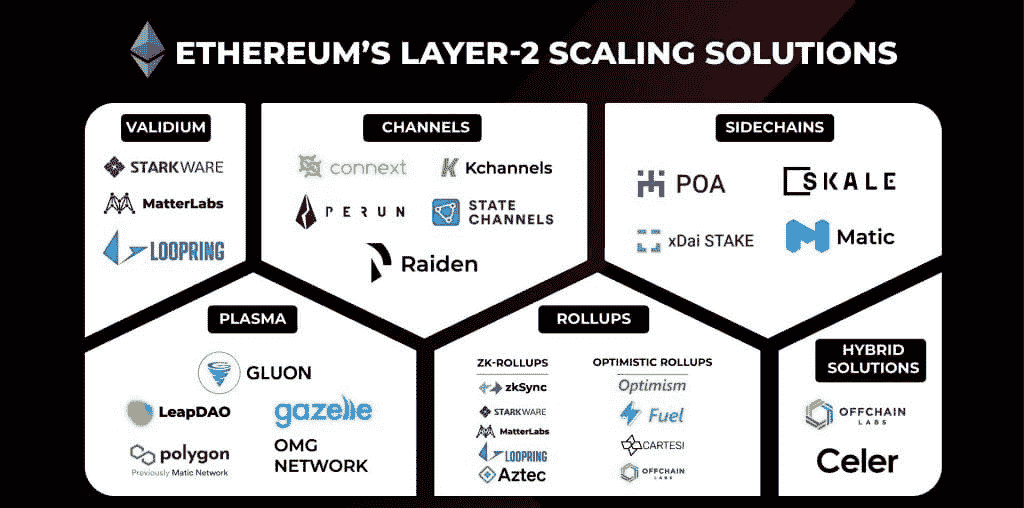 ETHEREUM'S LAYER-2 SCALING SOLUTIONS
VALIDIUM
STARKWARE
MatterLabs
LOOPRING
CHANNELS
connext
Kchannels
PERUN
STATE
CHANNELS
Raiden
SIDECHAINS
POA
SKALE
xDai STAKE
Matic
PLASMA
GLUON
LeapDAO
gazelle
polygon
Previously Matic Network
OMG
NETWORK
ROLLUPS
ZK-ROLLUPS
zkSync
STARKWARE
MatterLabs
LOOPRING
Aztec
OPTIMISTIC ROLLUPS
Optimism
Fuel
CARTESI
OFFCHAIN
LABS
HYBRID
SOLUTIONS
OFFCHAIN
LABS
Celer